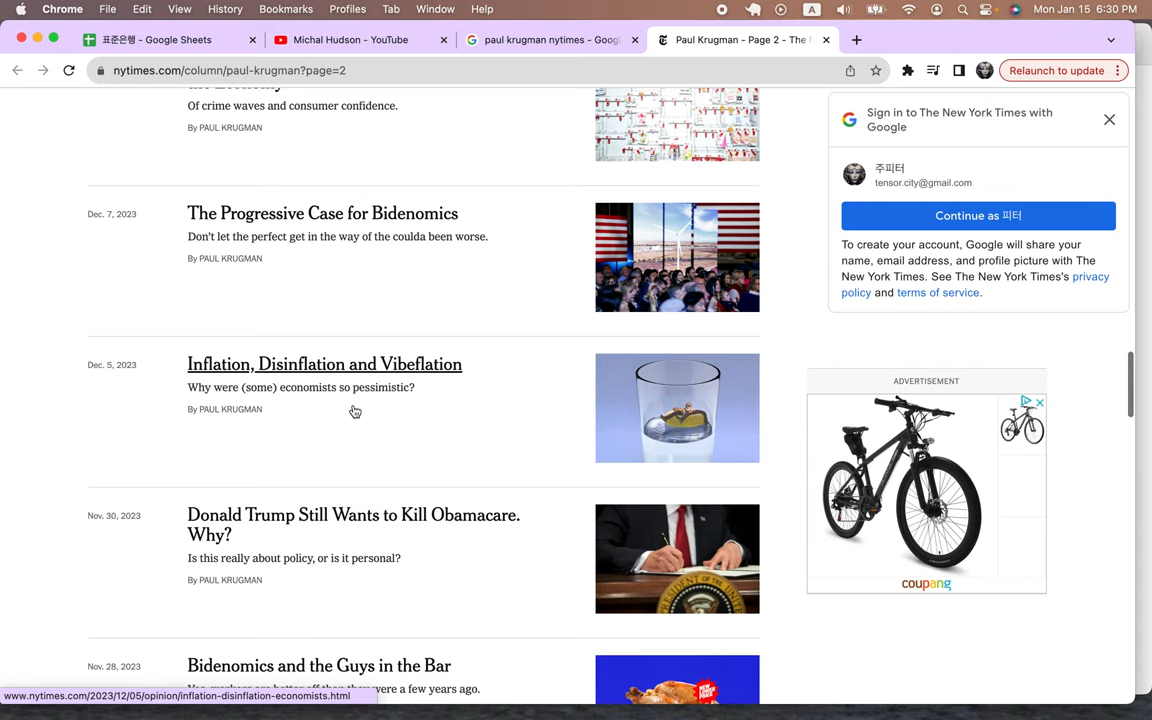 Chrome File Edit View History Bookmarks Profiles Tab Window Help A Mon Jan 15 6:30 PM
표준은행 - Google Sheets
Michal Hudson - YouTube
paul krugman nytimes - Goog
Paul Krugman - Page 2 - The
nytimes.com/column/paul-krugman?page=2
Relaunch to update
Of crime waves and consumer confidence.
By PAUL KRUGMAN
Dec. 7, 2023
The Progressive Case for Bidenomics
Don't let the perfect get in the way of the coulda been worse.
By PAUL KRUGMAN
Dec. 5, 2023
Inflation, Disinflation and Vibeflation
Why were (some) economists so pessimistic?
By PAUL KRUGMAN
Nov. 30, 2023
Donald Trump Still Wants to Kill Obamacare.
Why?
Is this really about policy, or is it personal?
By PAUL KRUGMAN
Nov. 28, 2023
Bidenomics and the Guys in the Bar
were a few years ago.
www.nytimes.com/2023/12/05/opinion/inflation-disinflation-economists.html
Sign in to The New York Times with
Google
주피터
tensor.city@gmail.com
Continue as 피터
To create your account, Google will share your
name, email address, and profile picture with The
New York Times. See The New York Times's privacy
policy and terms of service.
ADVERTISEMENT
coupang